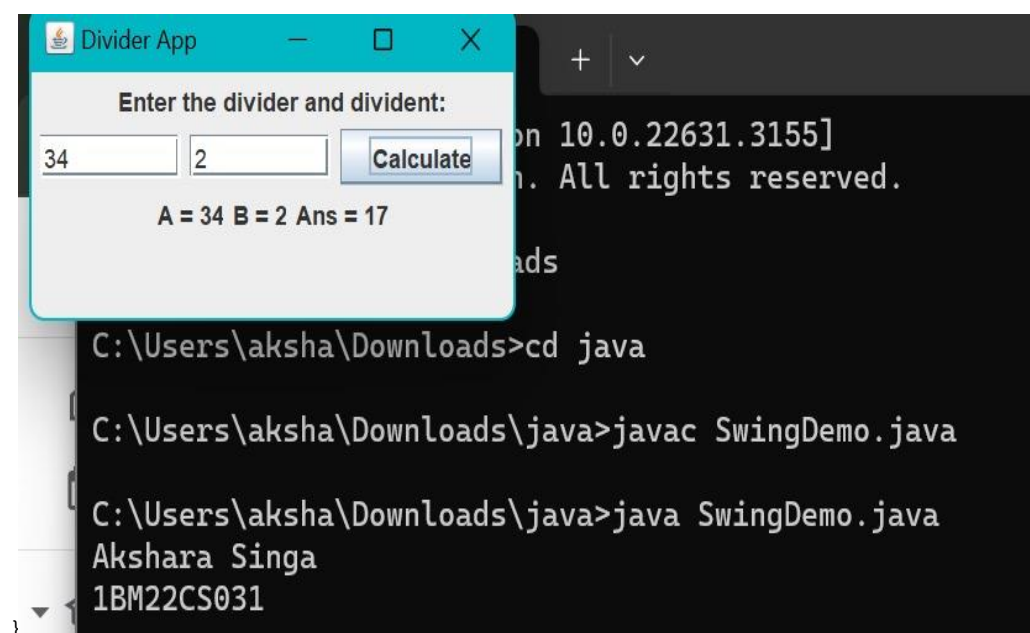 Divider App
Enter the divider and divident:
34 2 Calculate
A = 34 B = 2 Ans = 17
on 10.0.22631.3155]
n. All rights reserved.
ads
C:\Users\aksha\Downloads>cd java
C:\Users\aksha\Downloads\java>javac SwingDemo.java
C:\Users\aksha\Downloads\java>java SwingDemo.java
Akshara Singa
1BM22CS031
}